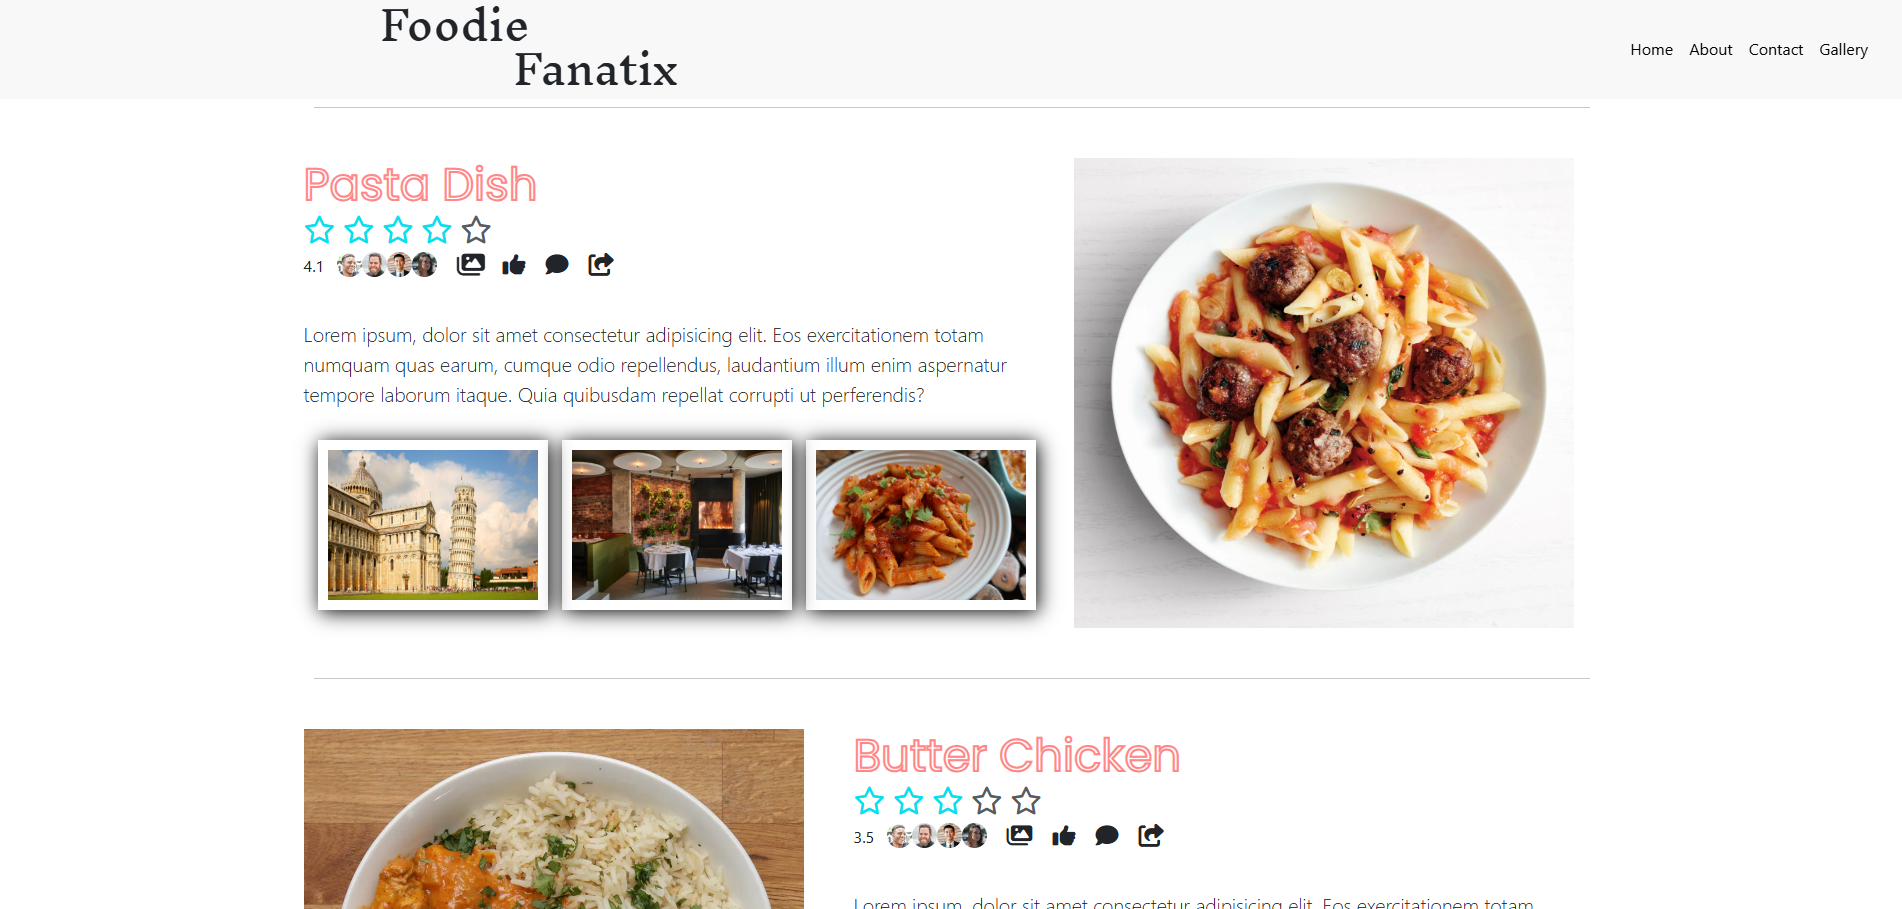 Foodie
Fanatix
Home About Contact Gallery
Pasta Dish
4.1
Lorem ipsum, dolor sit amet consectetur adipisicing elit. Eos exercitationem totam
numquam quas earum, cumque odio repellendus, laudantium illum enim aspernatur
tempore laborum itaque. Quia quibusdam repellat corrupti ut perferendis?
Butter Chicken
3.5
Lorem ipsum, dolor sit amet consectetur adipisicing elit. Eos exercitationem totam